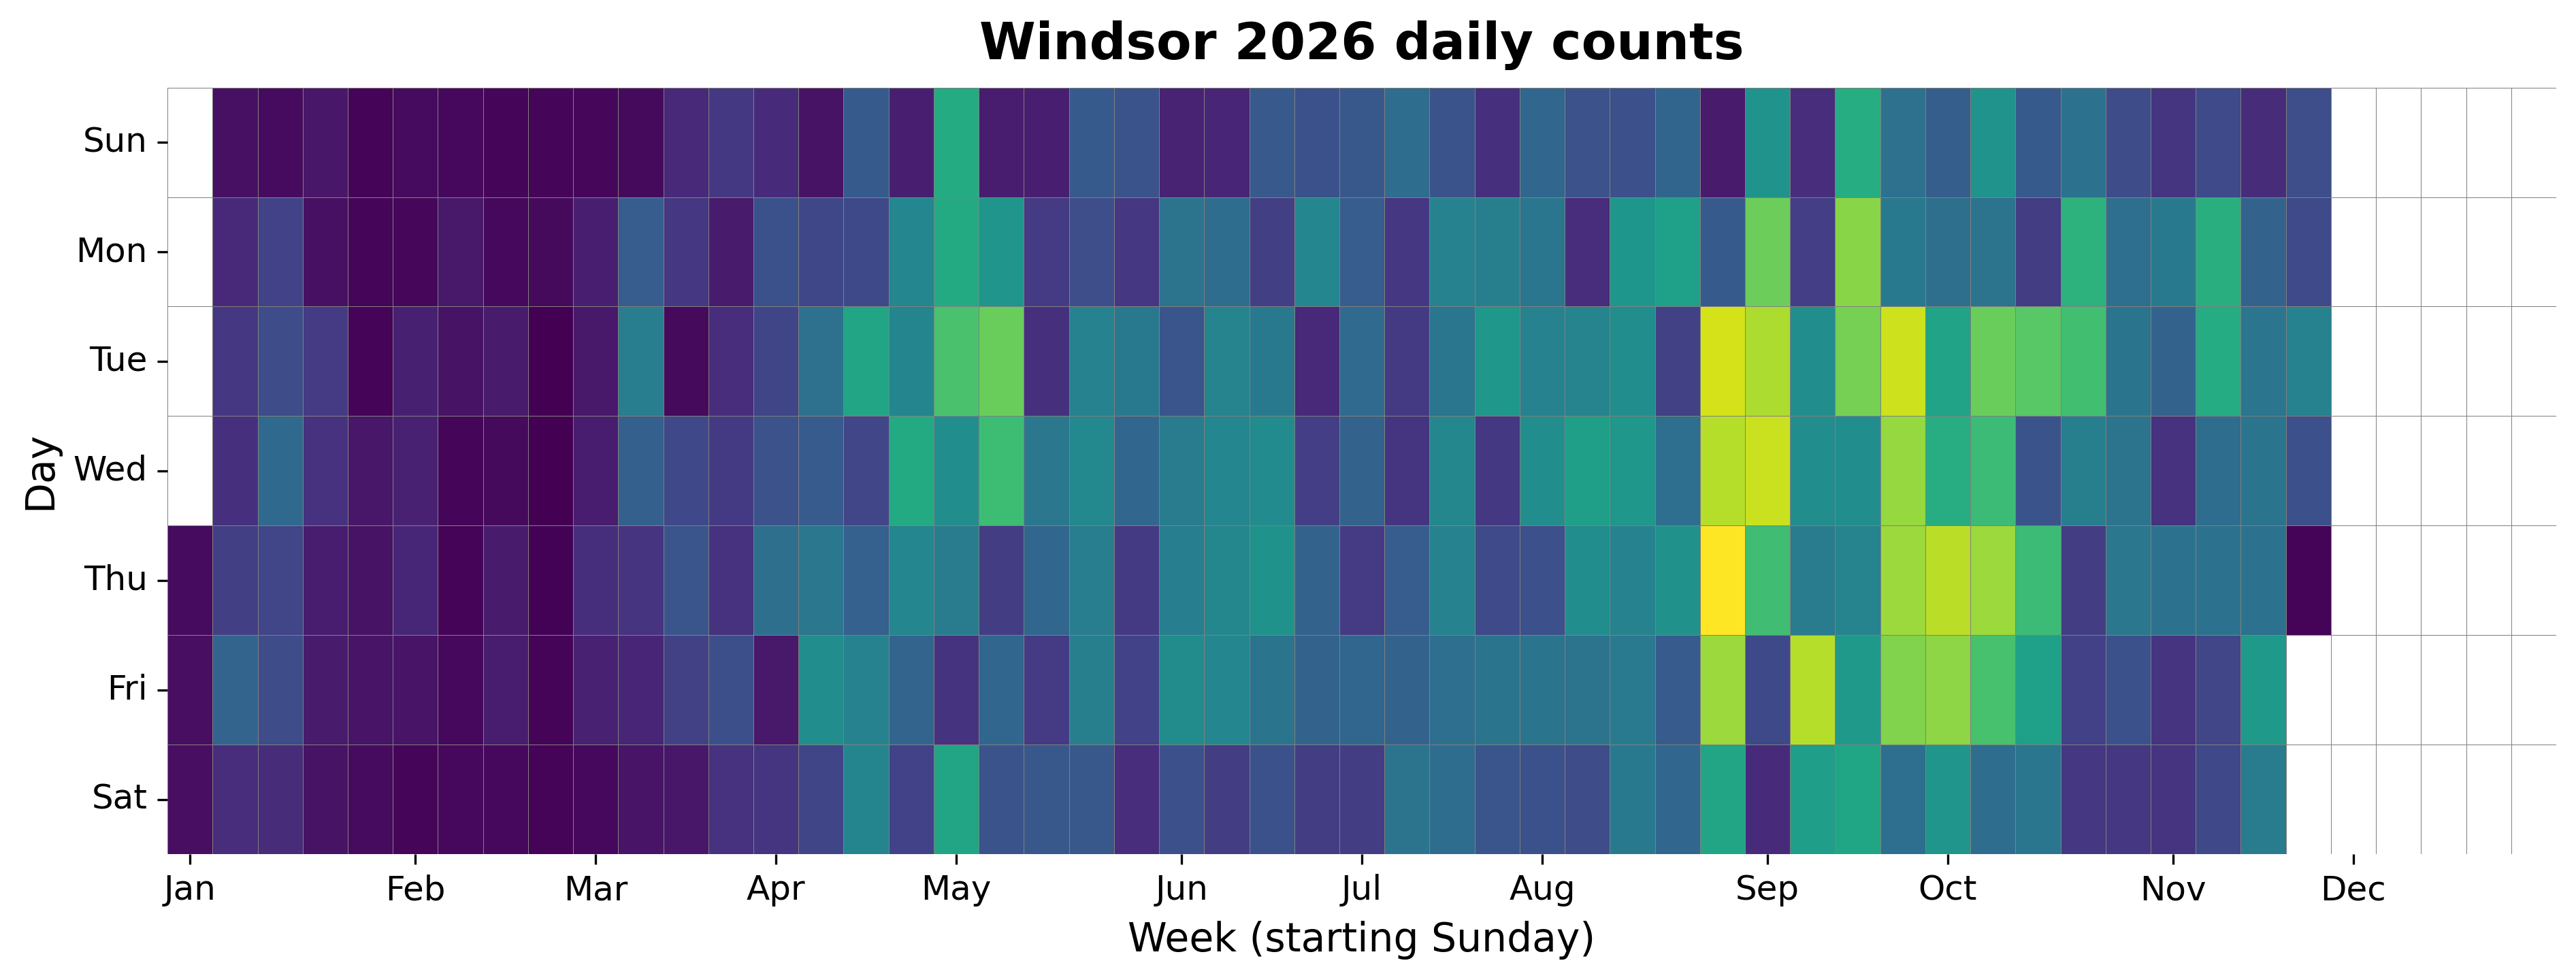 Windsor 2026 daily counts
Day
Sun
Mon
Tue
Wed
Thu
Fri
Sat
Jan Feb Mar Apr May Jun Jul Aug Sep Oct Nov Dec
Week (starting Sunday)